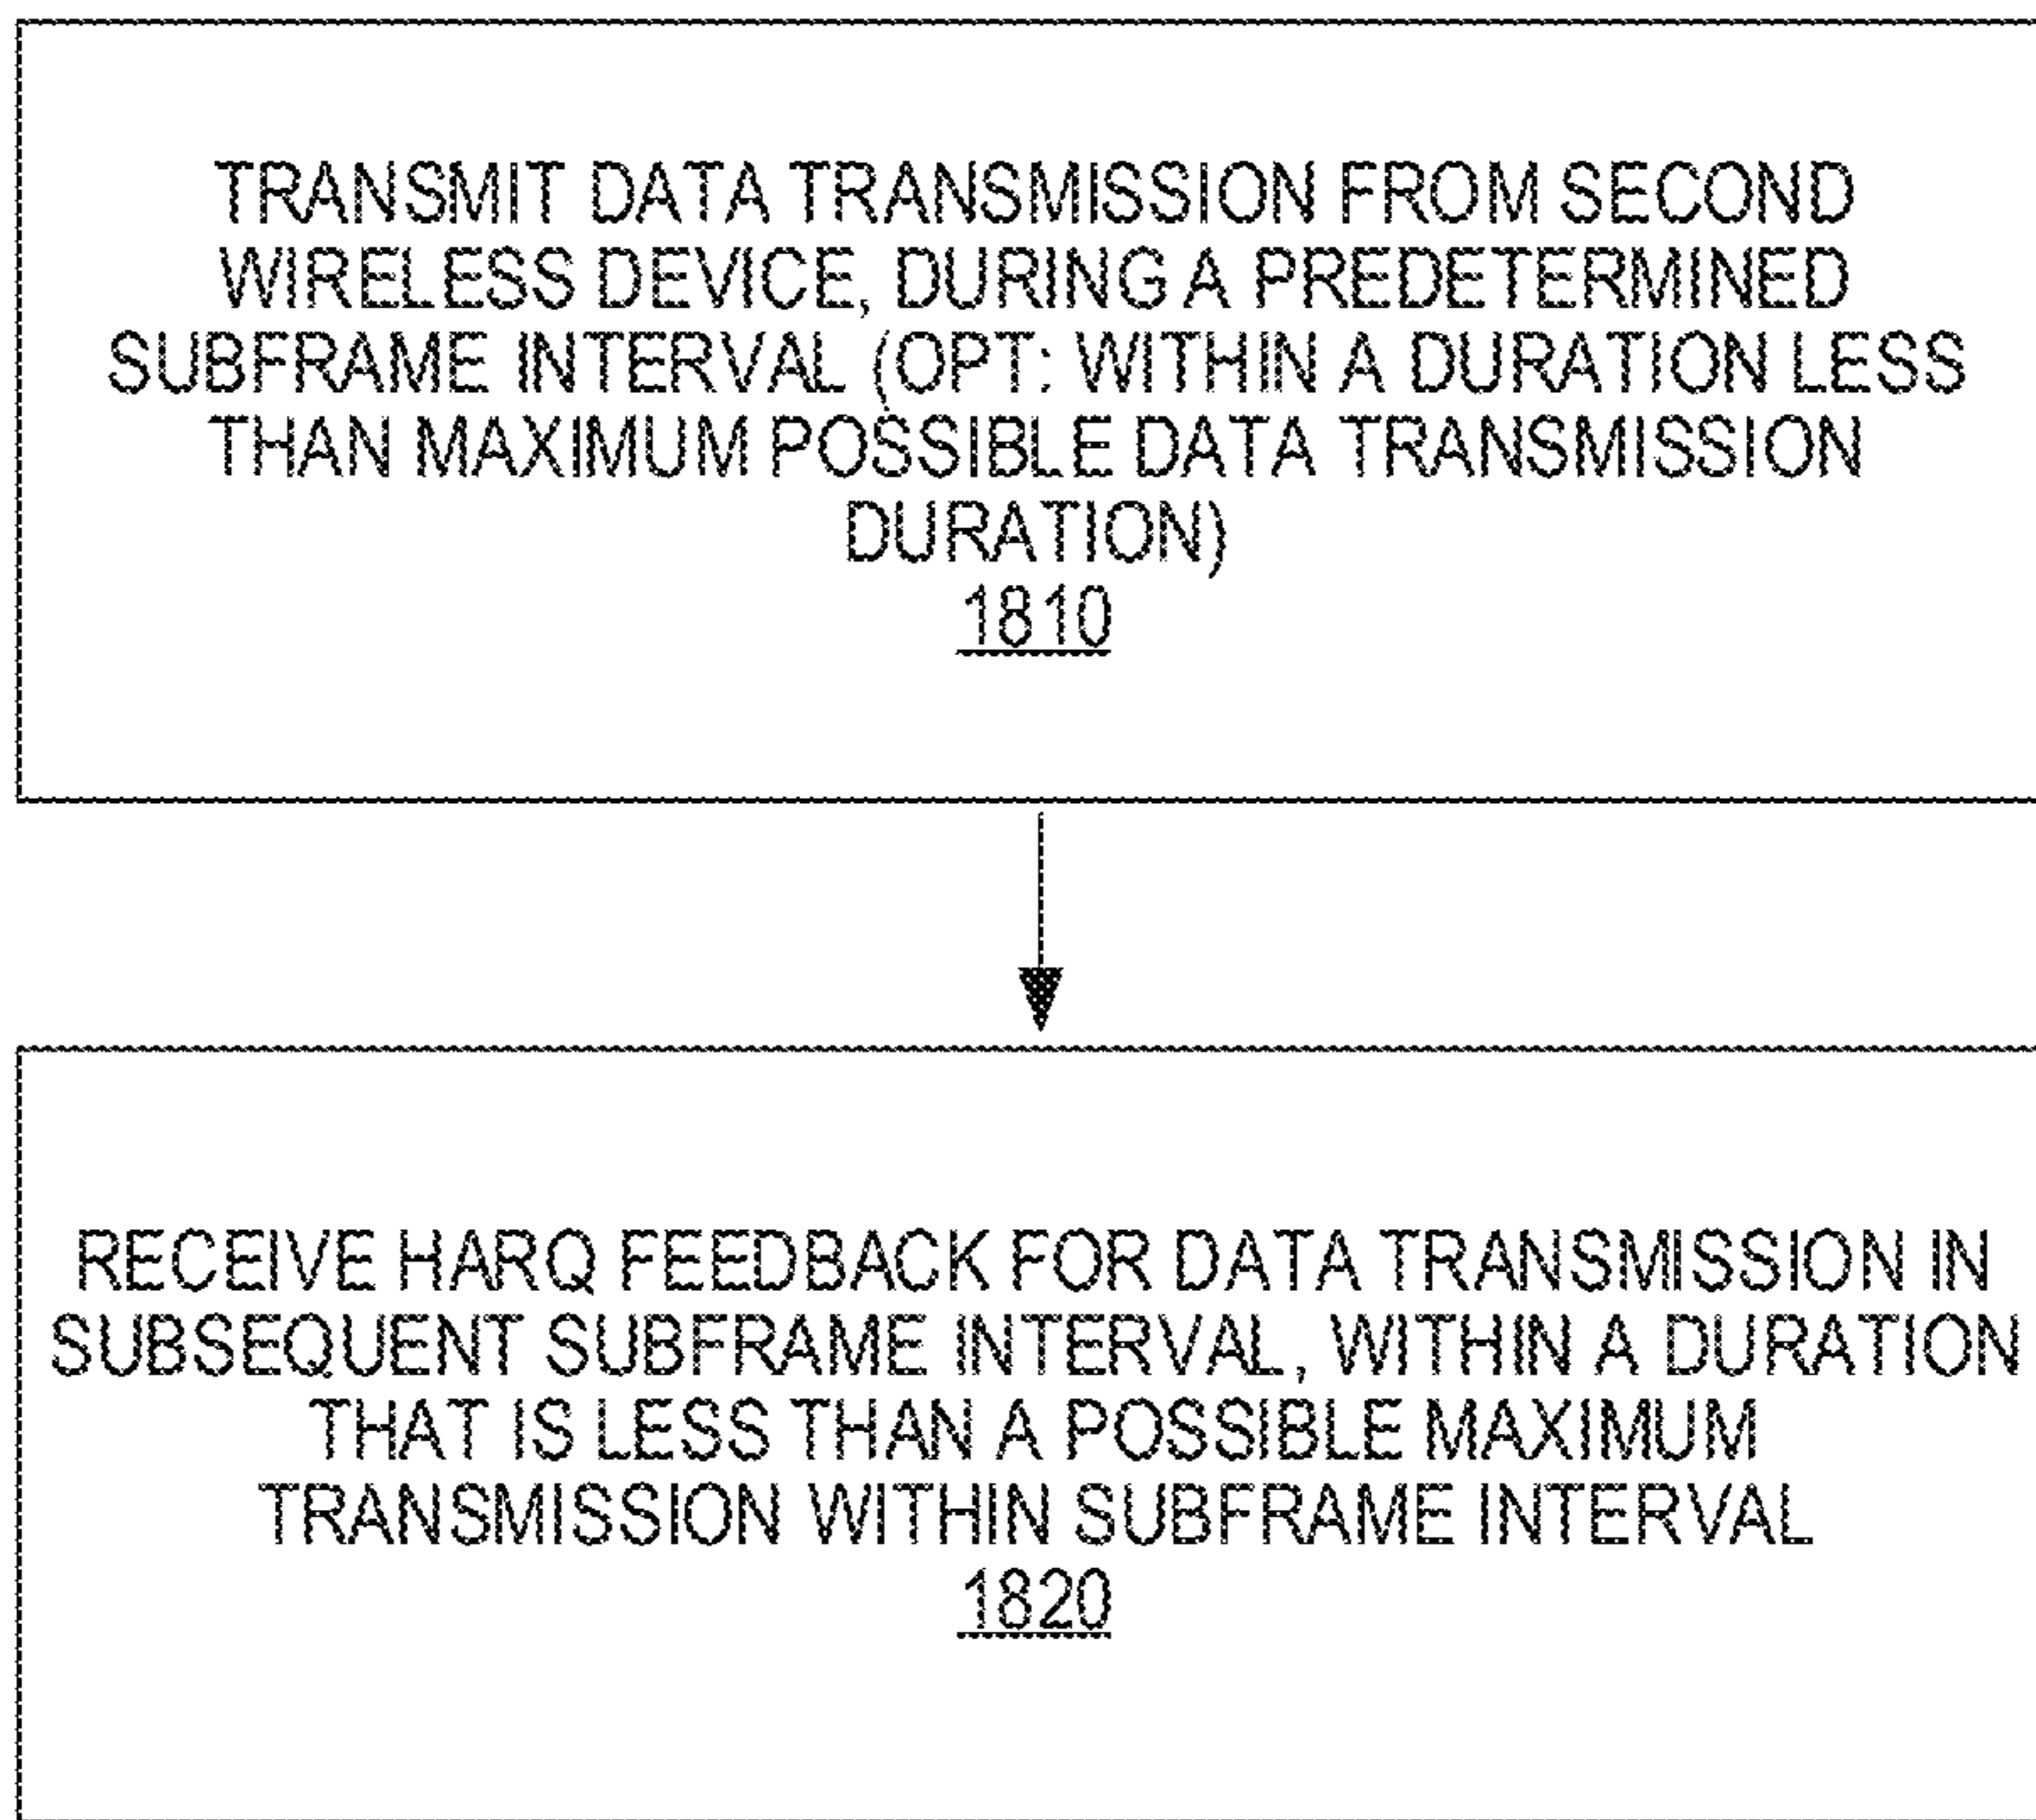 TRANSMIT DATA TRANSMISSION FROM SECOND
WIRELESS DEVICE, DURING A PREDETERMINED
SUBFRAME INTERVAL (OPT: WITHIN A DURATION LESS
THAN MAXIMUM POSSIBLE DATA TRANSMISSION
DURATION)
1810
RECEIVE HARQ FEEDBACK FOR DATA TRANSMISSION IN
SUBSEQUENT SUBFRAME INTERVAL, WITHIN A DURATION
THAT IS LESS THAN A POSSIBLE MAXIMUM
TRANSMISSION WITHIN SUBFRAME INTERVAL
1820